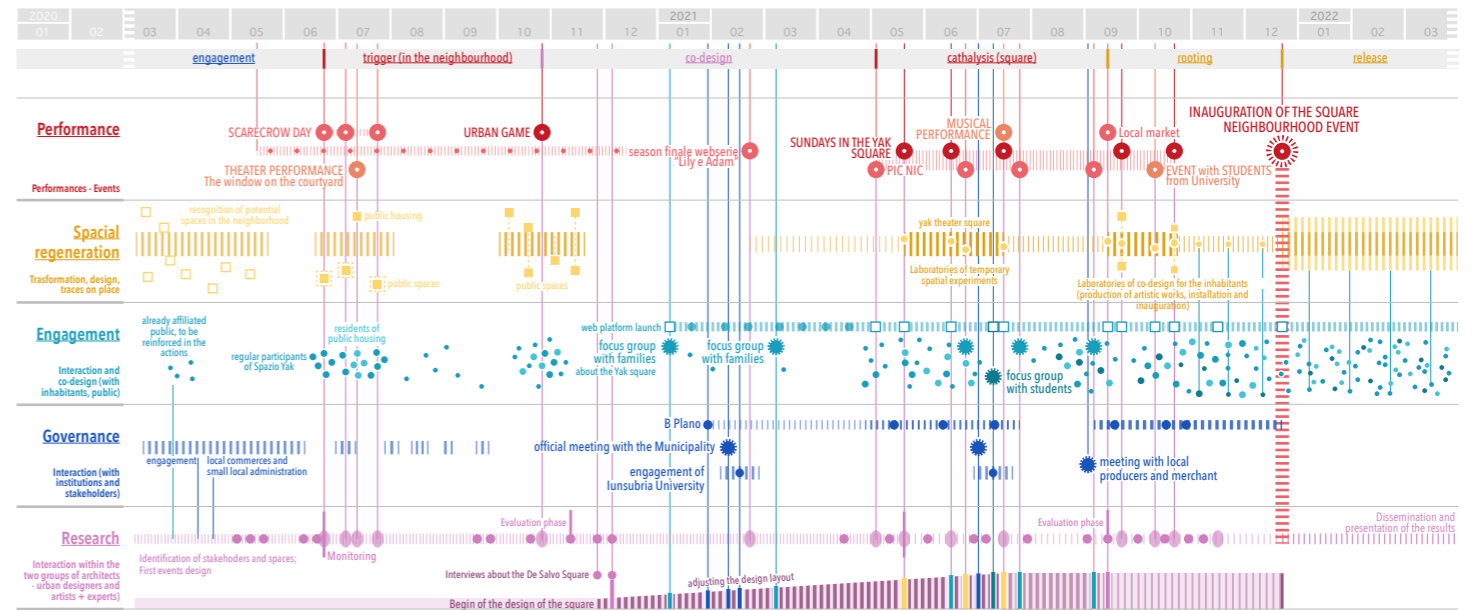 2020 2021 2022
01 02 03 04 05 06 07 08 09 10 11 12 01 02 03 04 05 06 07 08 09 10 11 12 01 02 03
engagement trigger (in the neighbourhood) co-design cathalysis (square) rooting release
Performance
Performances - Events
SCARECROW DAY
THEATER PERFORMANCE
The window on the courtyard
URBAN GAME
season finale webserie
"Lily e Adam"
SUNDAYS IN THE YAK
SQUARE
PIC NIC
MUSICAL
PERFORMANCE
Local market
EVENT with STUDENTS
from University
INAUGURATION OF THE SQUARE
NEIGHBOURHOOD EVENT
Spacial
regeneration
Trasformation, design,
traces on place
recognition of potential
spaces in the neighborhood
public housing
public spaces
public spaces
yak theater square
Laboratories of temporary
spatial experiments
Laboratories of co-design for the inhabitants
(production of artistic works, installation and
inauguration)
Engagement
Interaction and
co-design (with
inhabitants, public)
already affiliated
public, to be
reinforced in the
actions
regular participants
of Spazio Yak
residents of
public housing
web platform launch
focus group
with families
about the Yak square
focus group
with families
focus group
with students
Governance
Interaction (with
institutions and
stakeholders)
engagement
local commerces and
small local administration
B Plano
official meeting with the Municipality
engagement of
Iunsubria University
meeting with local
producers and merchant
Research
Interaction within the
two groups of architects
- urban designers and
artists + experts)
Identification of stakehoders and spaces;
First events design
Monitoring
Evaluation phase
Interviews about the De Salvo Square
Begin of the design of the square
adjusting the design layout
Evaluation phase
Dissemination and
presentation of the results